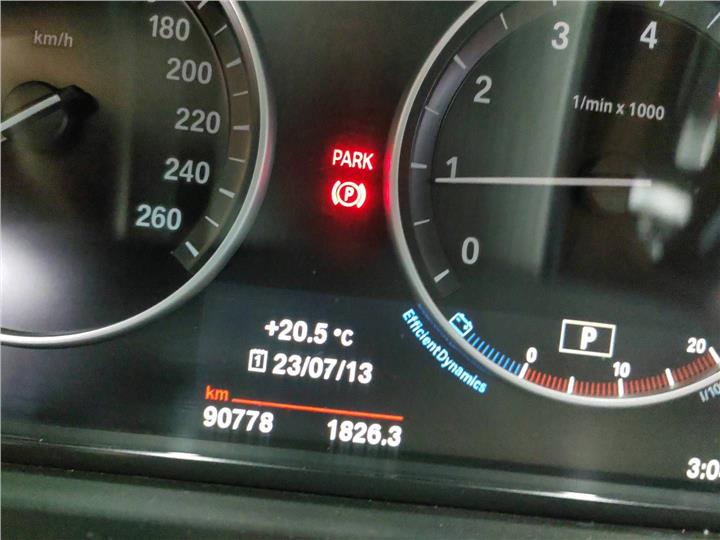 km/h
180
200
220
240
260
PARK
P
0
1
2
3
4
1/min x 1000
+20.5 °C
1 23/07/13
km
90778 1826.3
EfficientDynamics
P
0 10 20